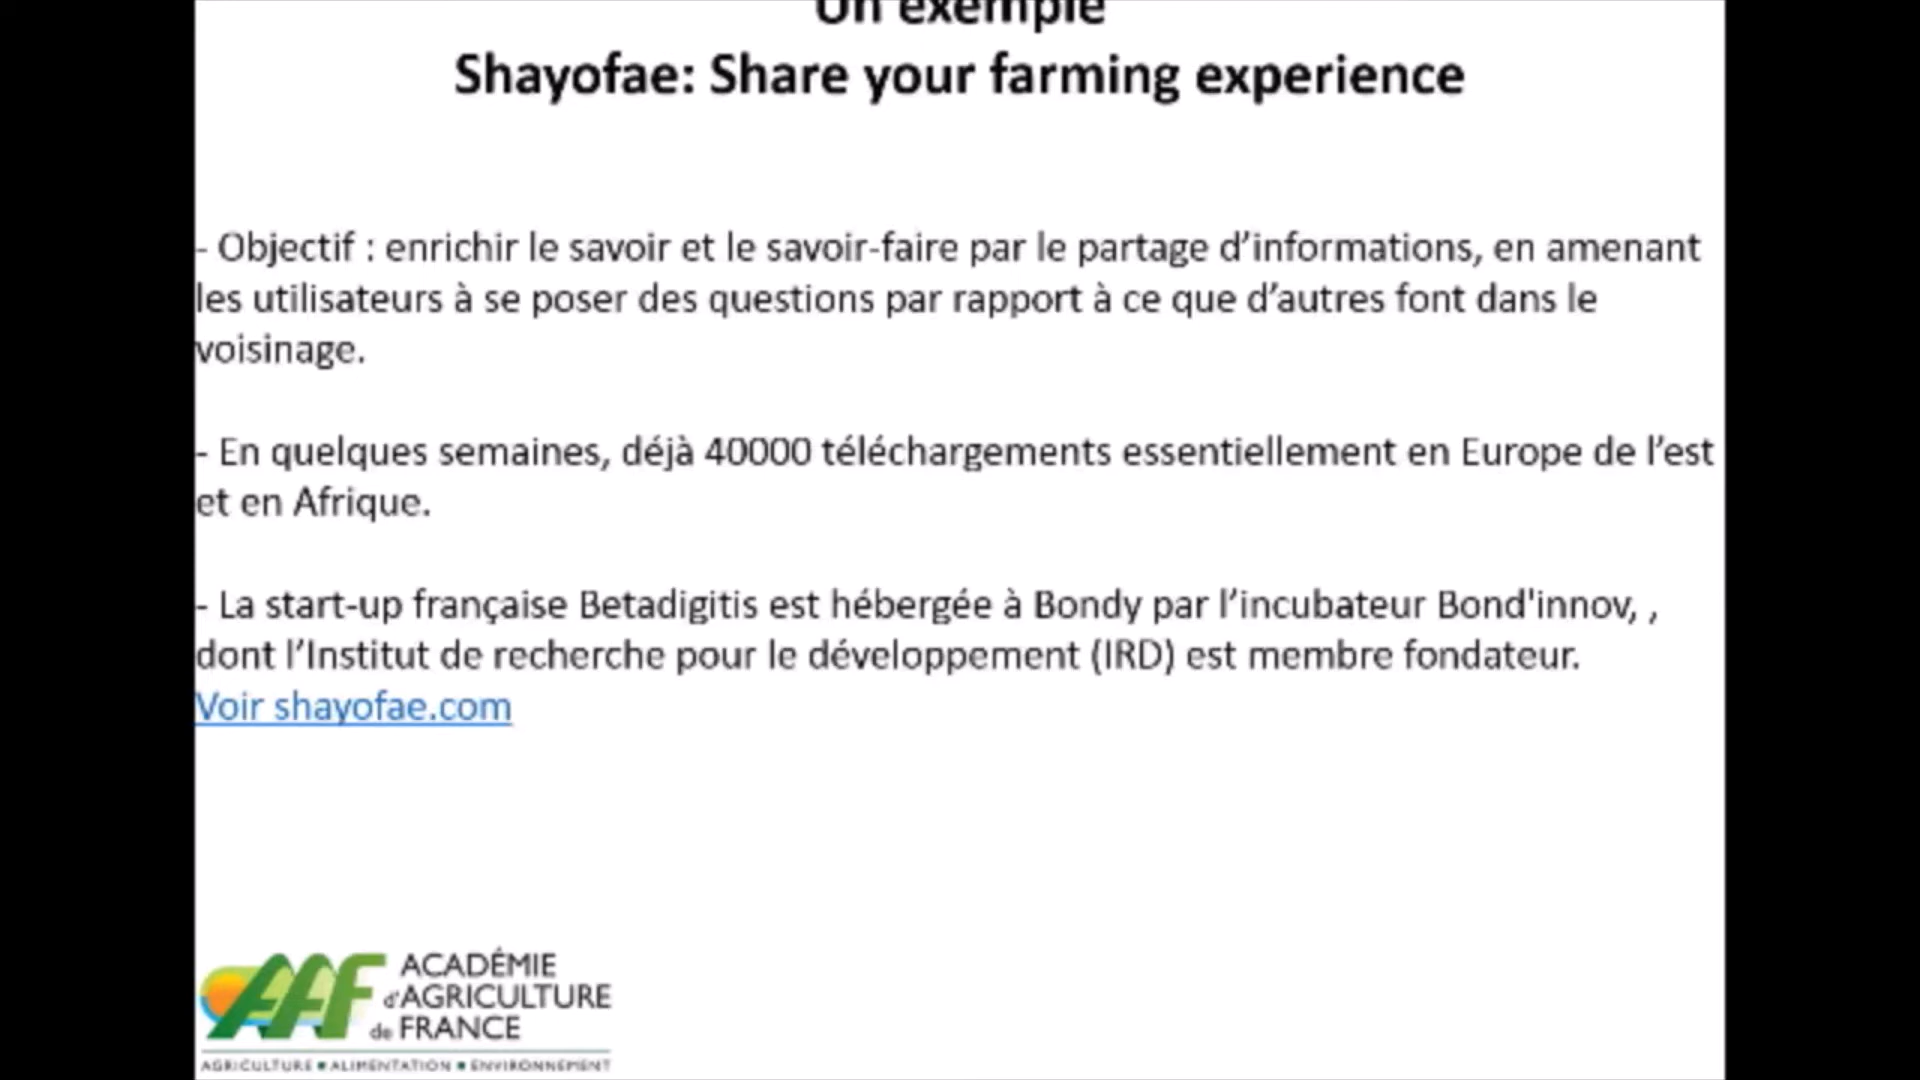 Un exemple
Shayofae: Share your farming experience
- Objectif : enrichir le savoir et le savoir-faire par le partage d’informations, en amenant
les utilisateurs à se poser des questions par rapport à ce que d’autres font dans le
voisinage.
- En quelques semaines, déjà 40000 téléchargements essentiellement en Europe de l’est
et en Afrique.
- La start-up française Betadigitis est hébergée à Bondy par l’incubateur Bond'innov, ,
dont l’Institut de recherche pour le développement (IRD) est membre fondateur.
Voir shayofae.com
AAF
ACADÉMIE
d'AGRICULTURE
de FRANCE
AGRICULTURE ■ ALIMENTATION ■ ENVIRONNEMENT